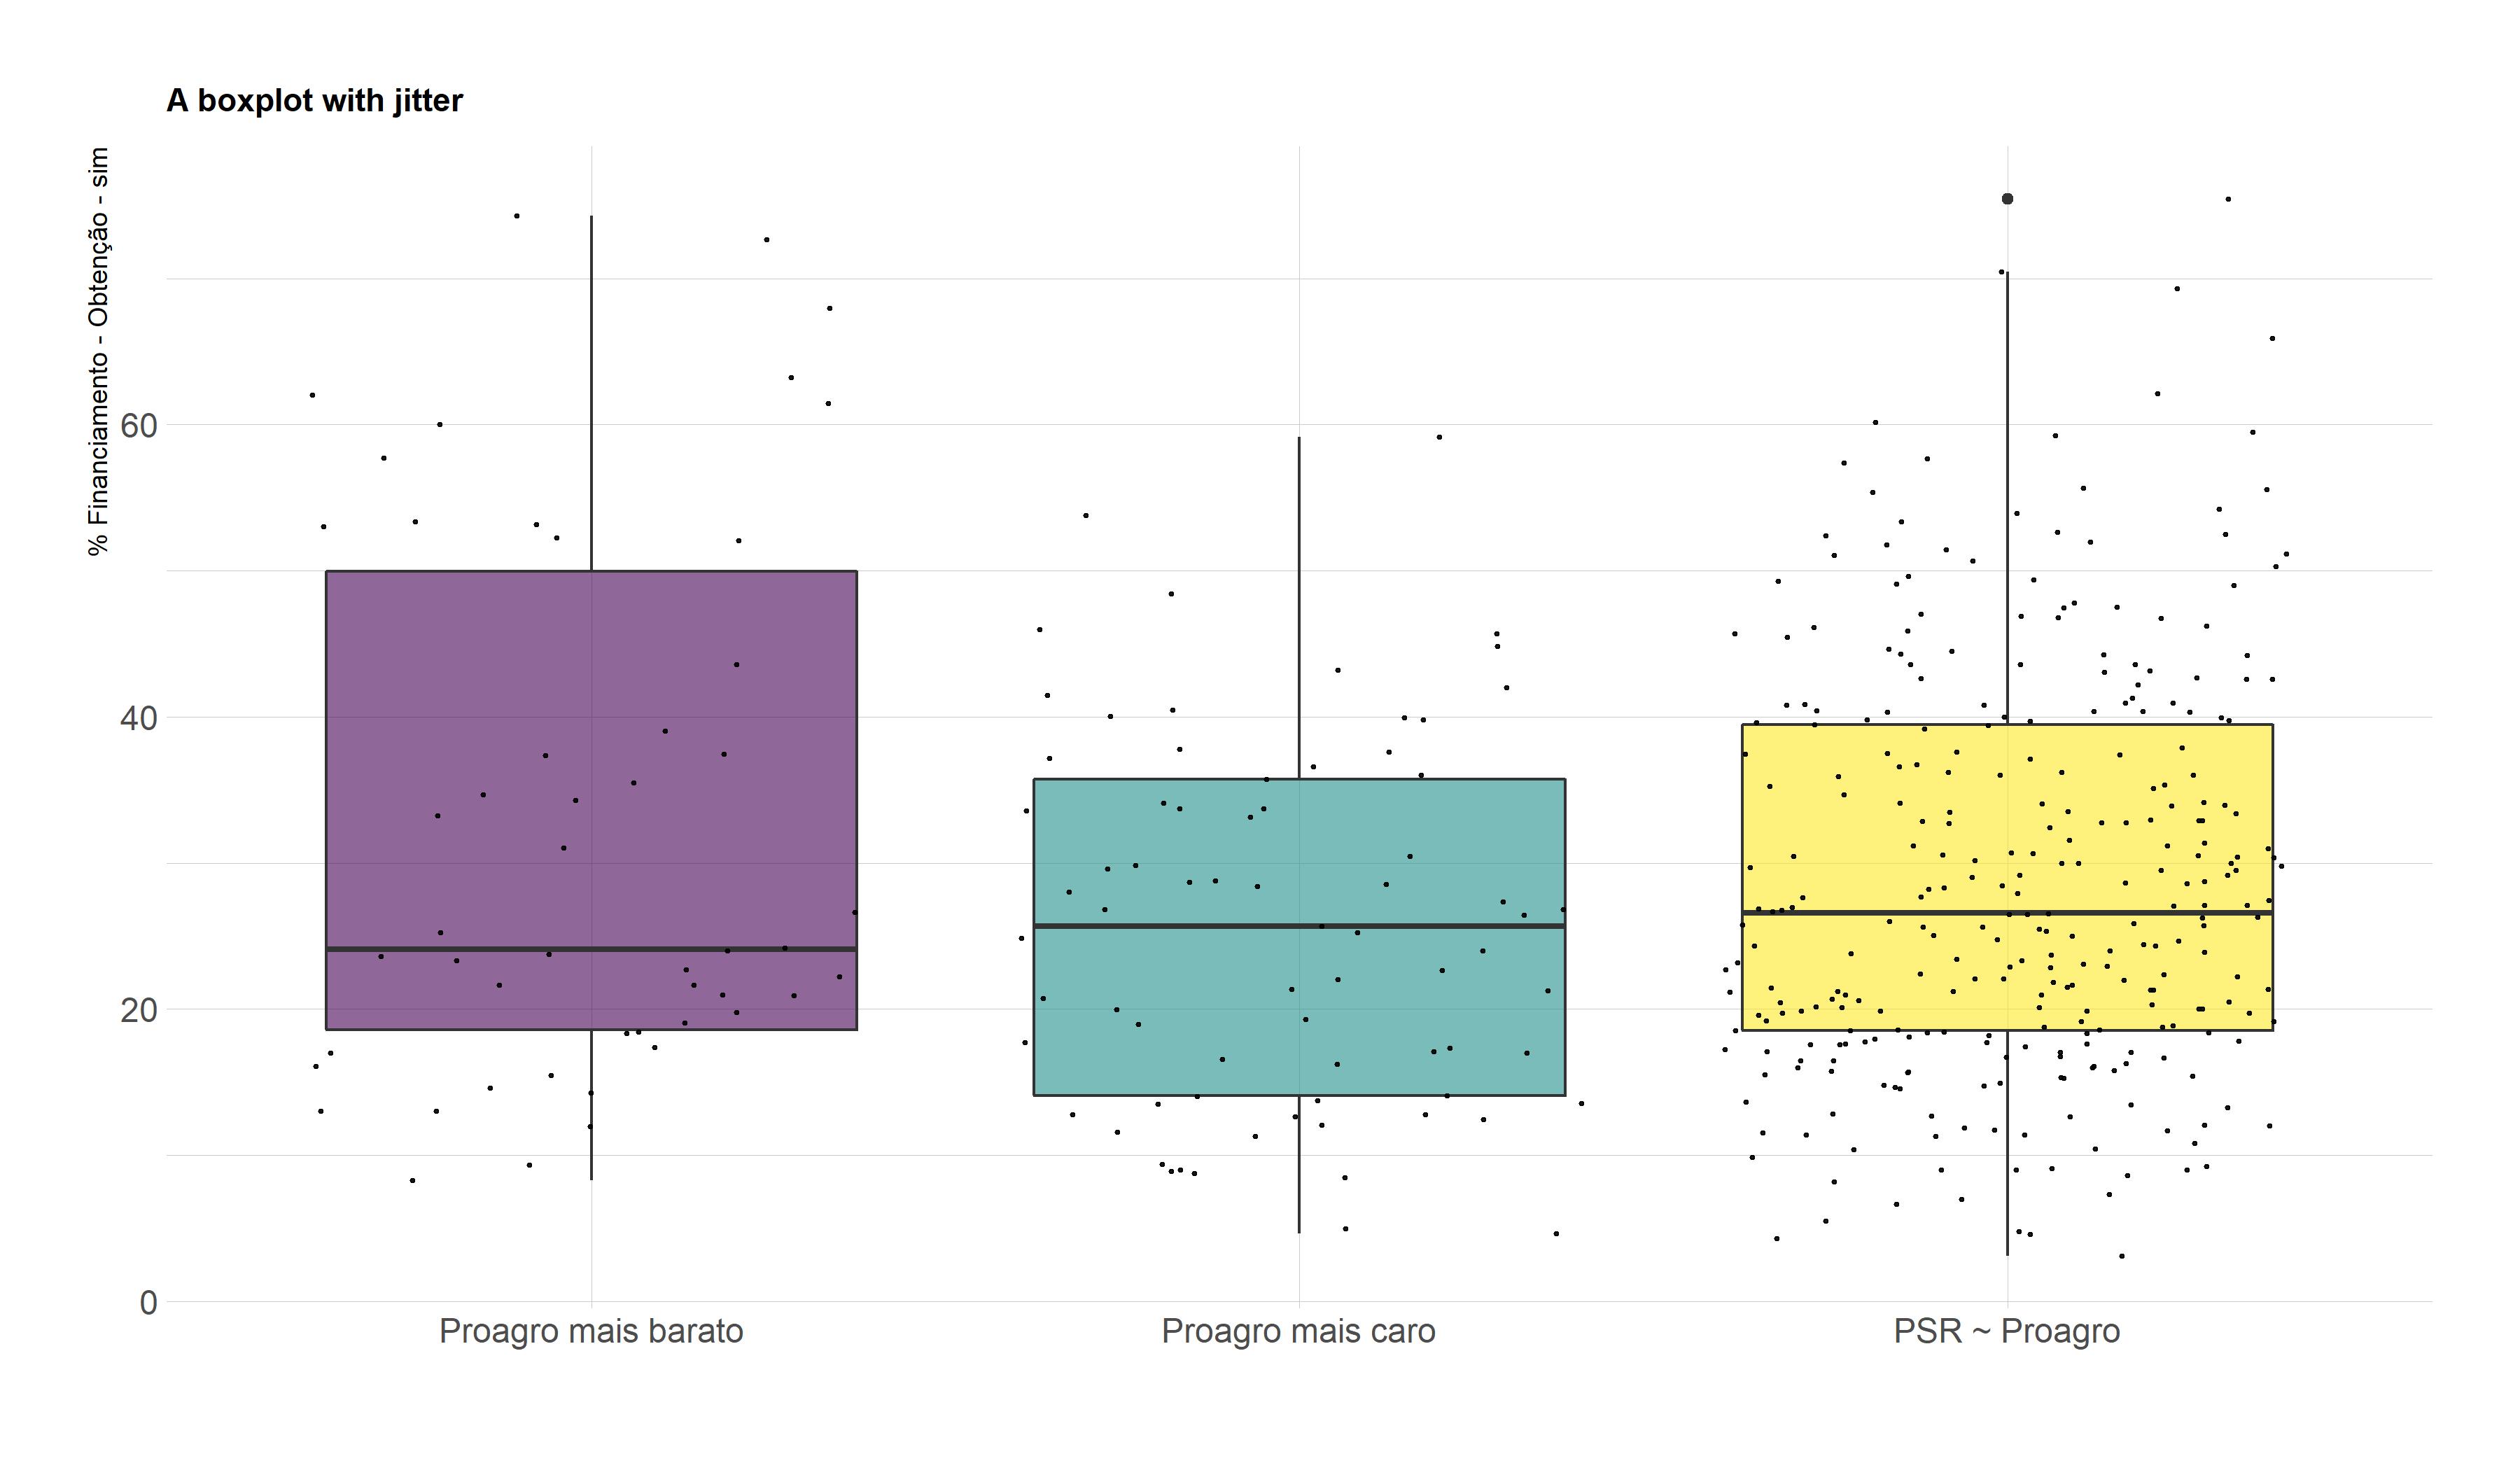 A boxplot with jitter
% Financiamento - Obtenção - sim
60
40
20
0
Proagro mais barato
Proagro mais caro
PSR ~ Proagro